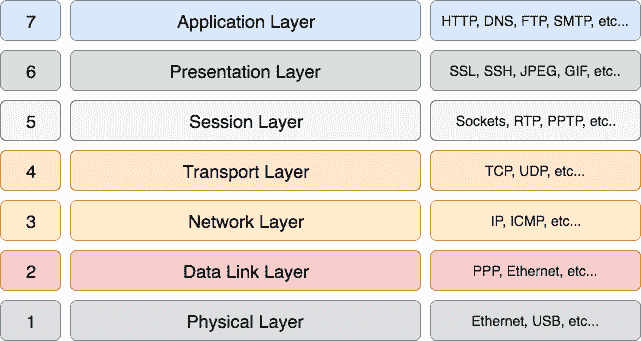 7 Application Layer HTTP, DNS, FTP, SMTP, etc...
6 Presentation Layer SSL, SSH, JPEG, GIF, etc..
5 Session Layer Sockets, RTP, PPTP, etc..
4 Transport Layer TCP, UDP, etc...
3 Network Layer IP, ICMP, etc...
2 Data Link Layer PPP, Ethernet, etc...
1 Physical Layer Ethernet, USB, etc...